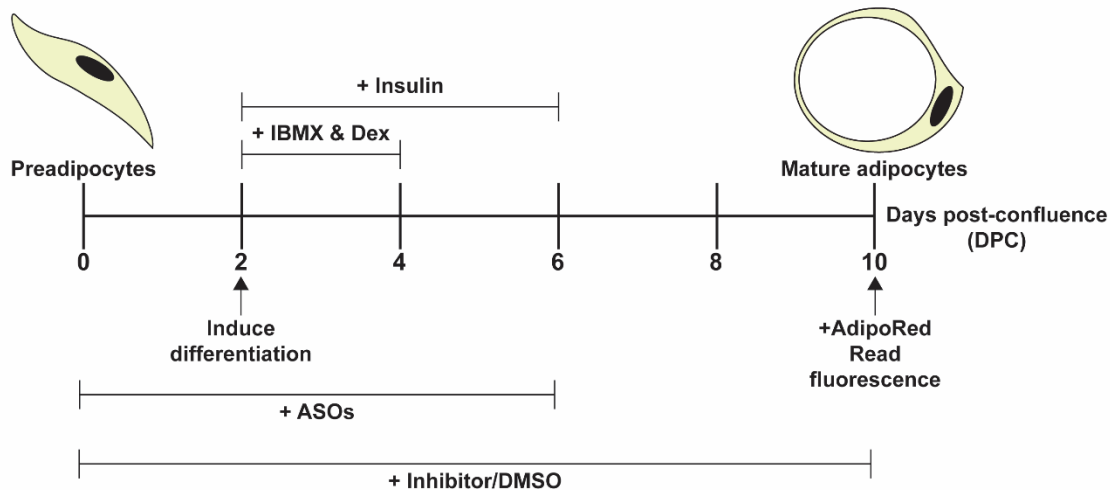 + Insulin
+ IBMX & Dex
Preadipocytes
Mature adipocytes
Days post-confluence
(DPC)
0 2 4 6 8 10
Induce
differentiation
+AdipoRed
Read
fluorescence
+ ASOs
+ Inhibitor/DMSO